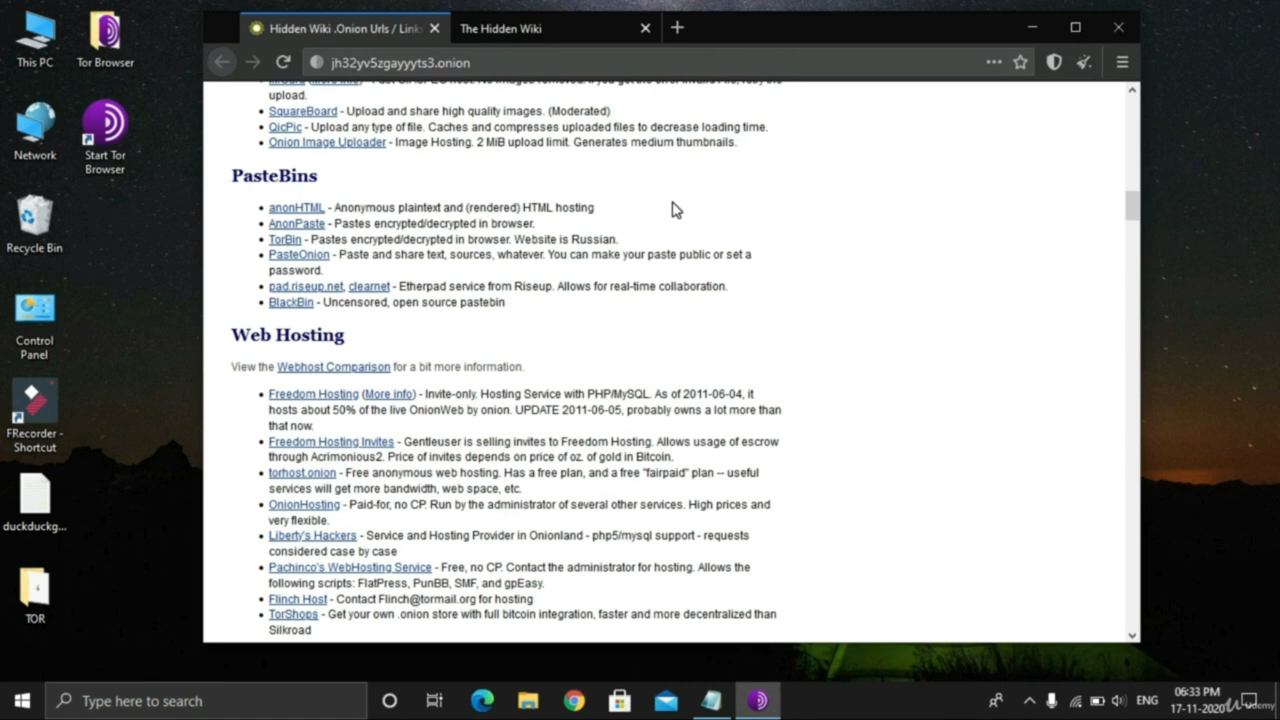 This PC
Tor Browser
Network
Start Tor
Browser
Recycle Bin
Control
Panel
FRecorder -
Shortcut
duckduckg...
TOR
Hidden Wiki .Onion Urls / Link
The Hidden Wiki
jh32yv5zgayyyts3.onion
upload.
• SquareBoard - Upload and share high quality images. (Moderated)
• QicPic - Upload any type of file. Caches and compresses uploaded files to decrease loading time.
• Onion Image Uploader - Image Hosting. 2 MiB upload limit. Generates medium thumbnails.
PasteBins
• anonHTML - Anonymous plaintext and (rendered) HTML hosting
• AnonPaste - Pastes encrypted/decrypted in browser.
• TorBin - Pastes encrypted/decrypted in browser. Website is Russian.
• PasteOnion - Paste and share text, sources, whatever. You can make your paste public or set a
password.
• pad.riseup.net, clearnet - Etherpad service from Riseup. Allows for real-time collaboration.
• BlackBin - Uncensored, open source pastebin
Web Hosting
View the Webhost Comparison for a bit more information.
• Freedom Hosting (More info) - Invite-only. Hosting Service with PHP/MySQL. As of 2011-06-04, it
hosts about 50% of the live OnionWeb by onion. UPDATE 2011-06-05, probably owns a lot more than
that now.
• Freedom Hosting Invites - Gentleuser is selling invites to Freedom Hosting. Allows usage of escrow
through Acrimonious2. Price of invites depends on price of oz. of gold in Bitcoin.
• torhost.onion - Free anonymous web hosting. Has a free plan, and a free "fairpaid" plan -- useful
services will get more bandwidth, web space, etc.
• OnionHosting - Paid-for, no CP. Run by the administrator of several other services. High prices and
very flexible.
• Liberty's Hackers - Service and Hosting Provider in Onionland - php5/mysql support - requests
considered case by case
• Pachinco's WebHosting Service - Free, no CP. Contact the administrator for hosting. Allows the
following scripts: FlatPress, PunBB, SMF, and gpEasy.
• Flinch Host - Contact Flinch@tormail.org for hosting
• TorShops - Get your own .onion store with full bitcoin integration, faster and more decentralized than
Silkroad
Type here to search
ENG
06:33 PM
17-11-2020
Udemy